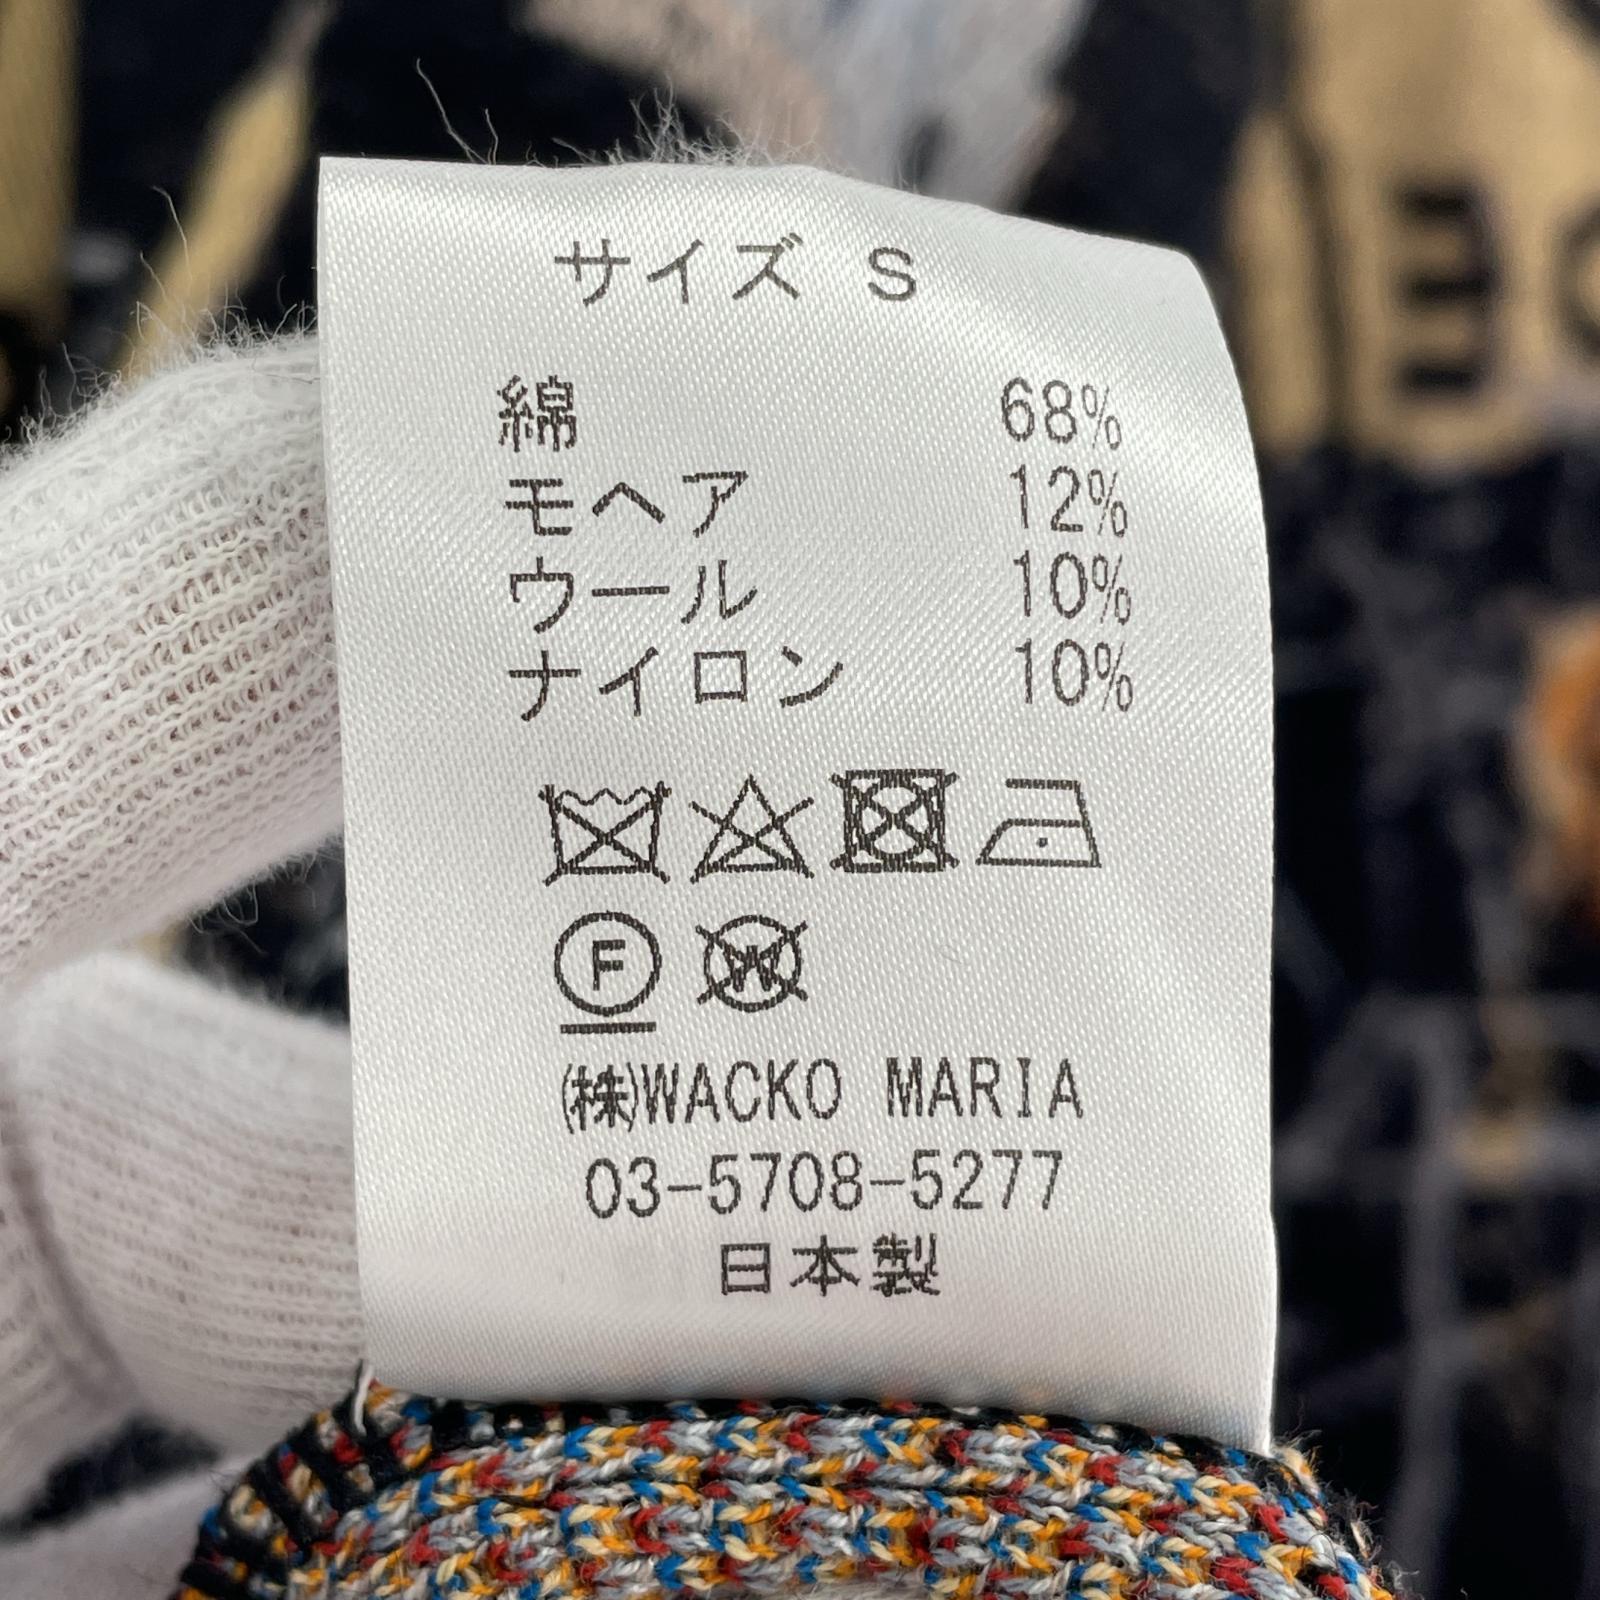 サイズ S
綿 68%
モヘア 12%
ウール 10%
ナイロン 10%
F
W
㈱WACKO MARIA
03-5708-5277
日本製